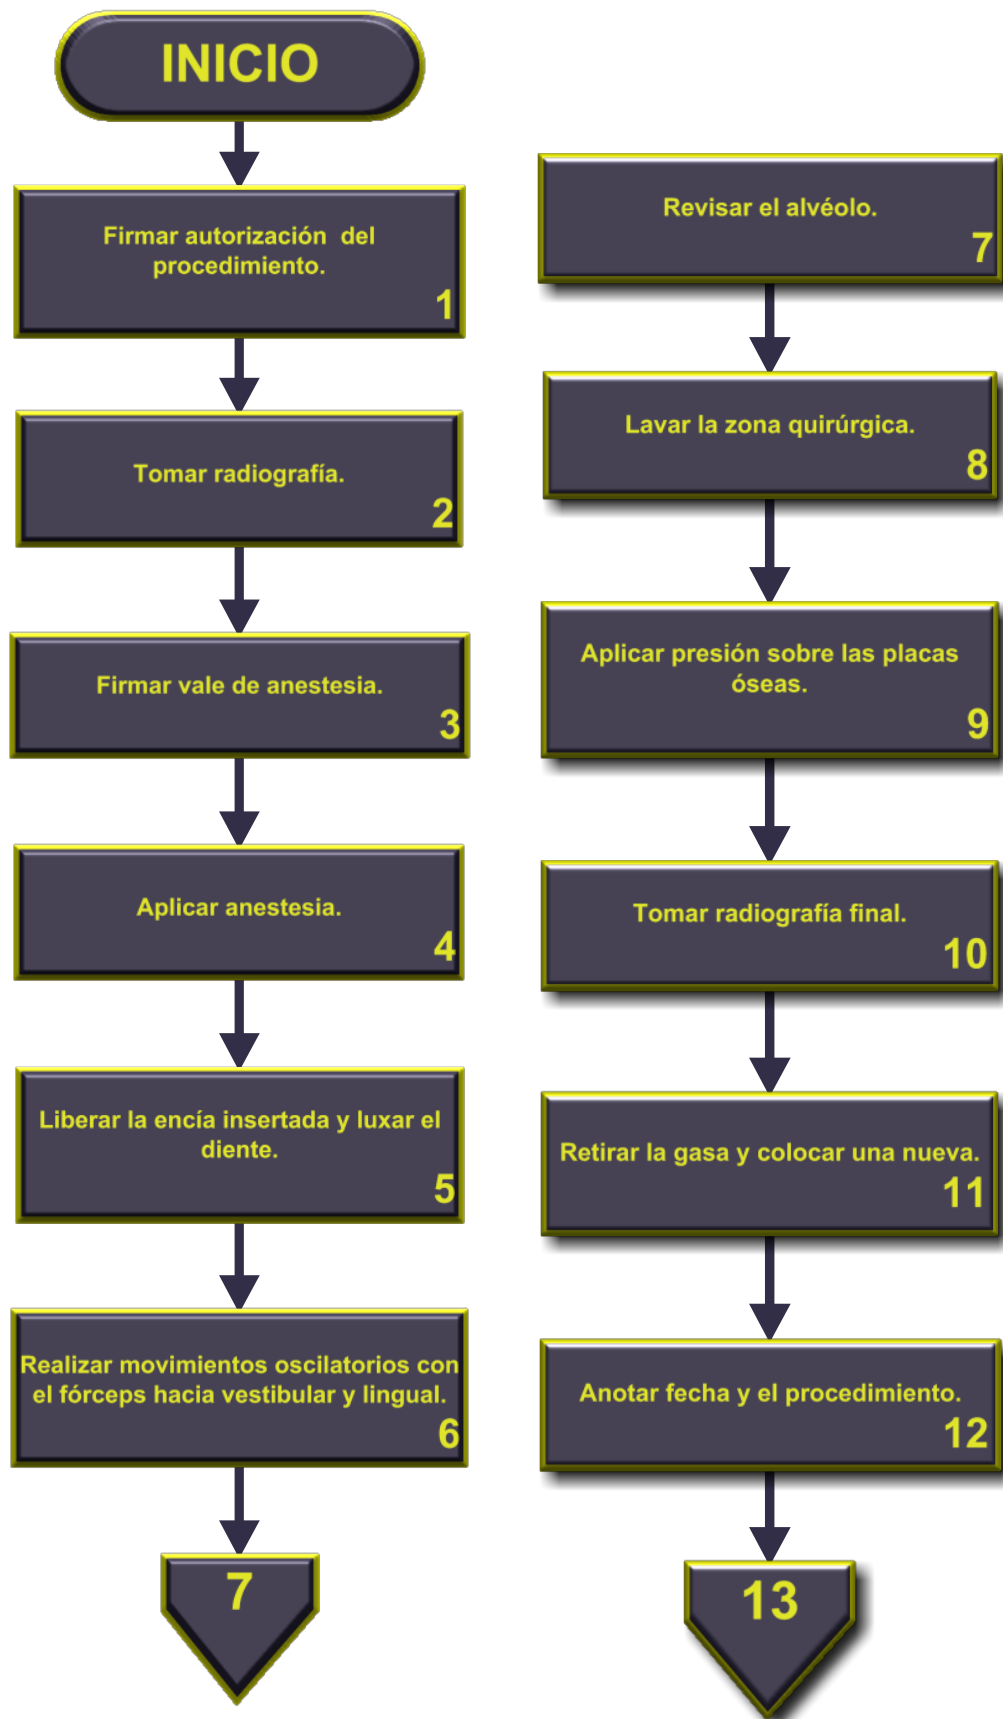 INICIO
Firmar autorización del
procedimiento.
1
Tomar radiografía.
2
Firmar vale de anestesia.
3
Aplicar anestesia.
4
Liberar la encía insertada y luxar el
diente.
5
Realizar movimientos oscilatorios con
el fórceps hacia vestibular y lingual.
6
7
Revisar el alvéolo.
7
Lavar la zona quirúrgica.
8
Aplicar presión sobre las placas
óseas.
9
Tomar radiografía final.
10
Retirar la gasa y colocar una nueva.
11
Anotar fecha y el procedimiento.
12
13